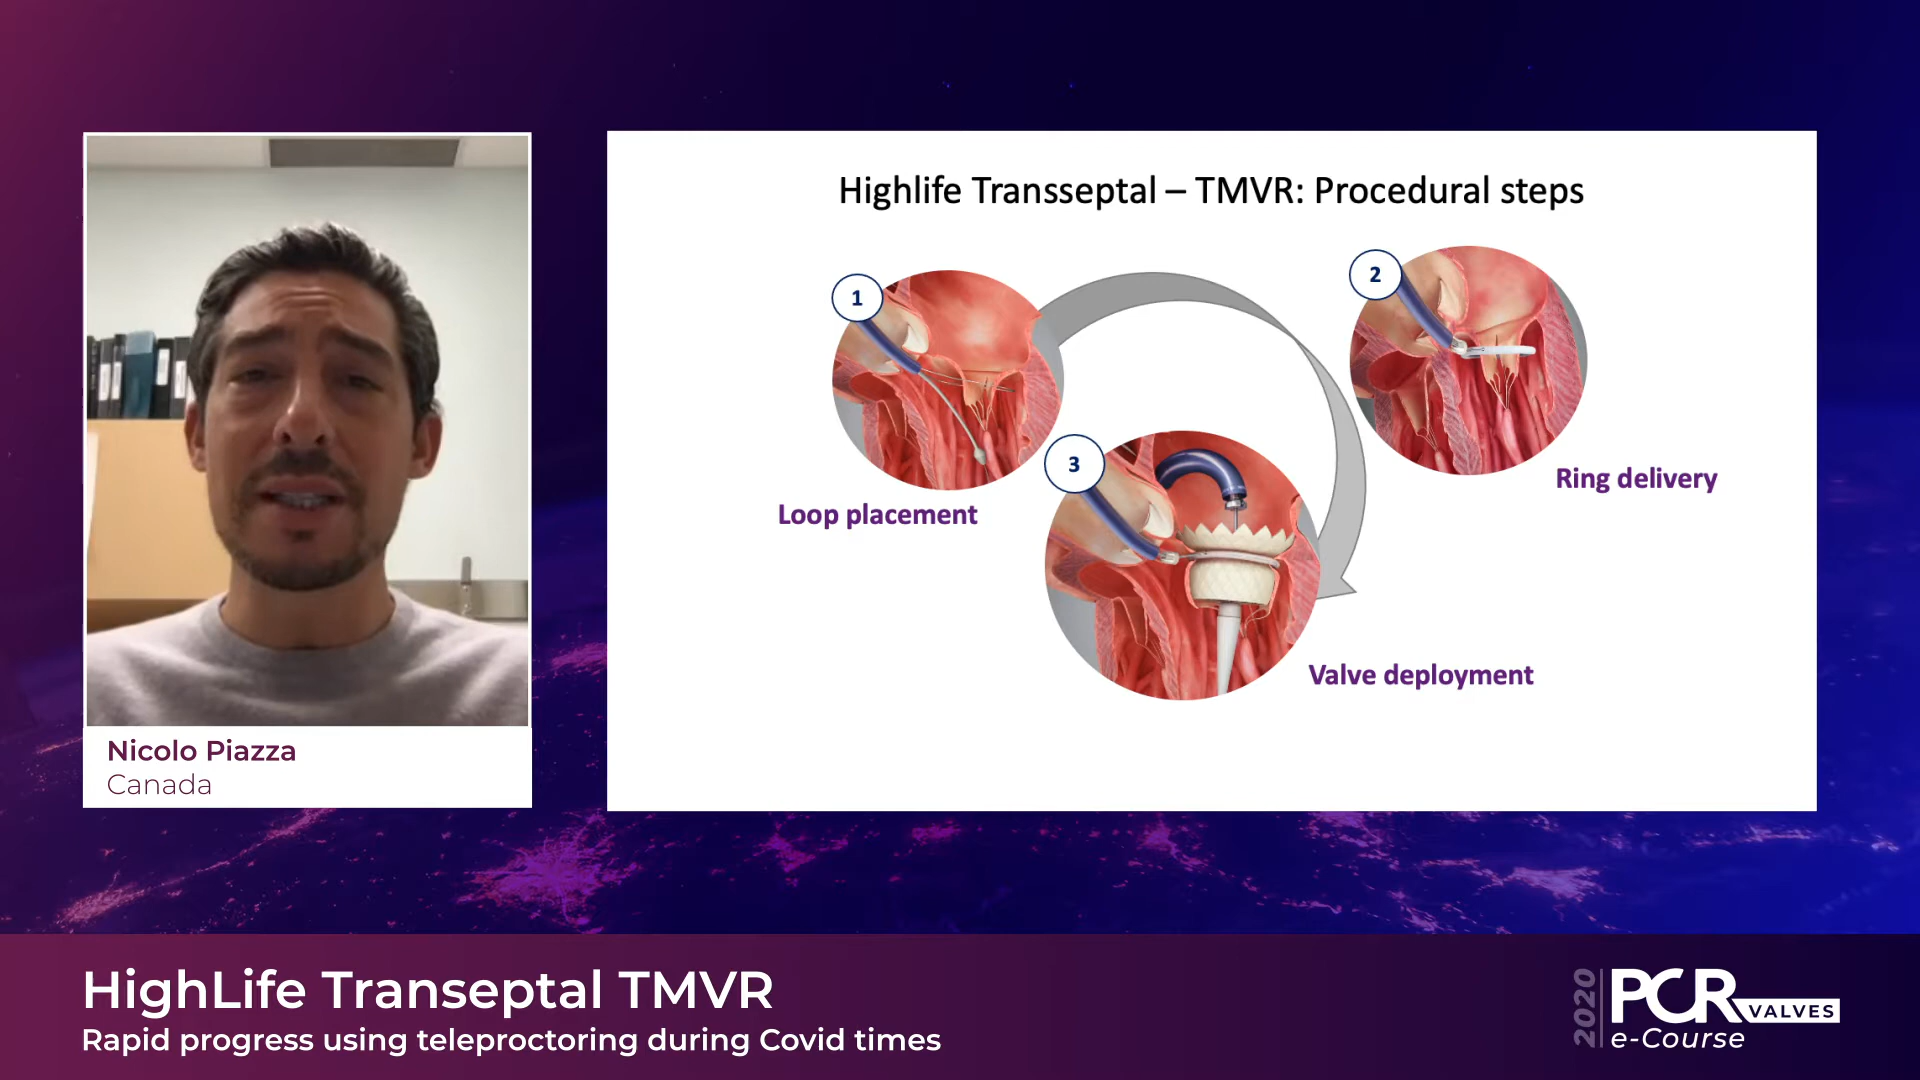 Highlife Transseptal – TMVR: Procedural steps
1
Loop placement
2
Ring delivery
3
Valve deployment
Nicolo Piazza
Canada
HighLife Transeptal TMVR
Rapid progress using teleproctoring during Covid times
2020
PCR
VALVES
e-Course